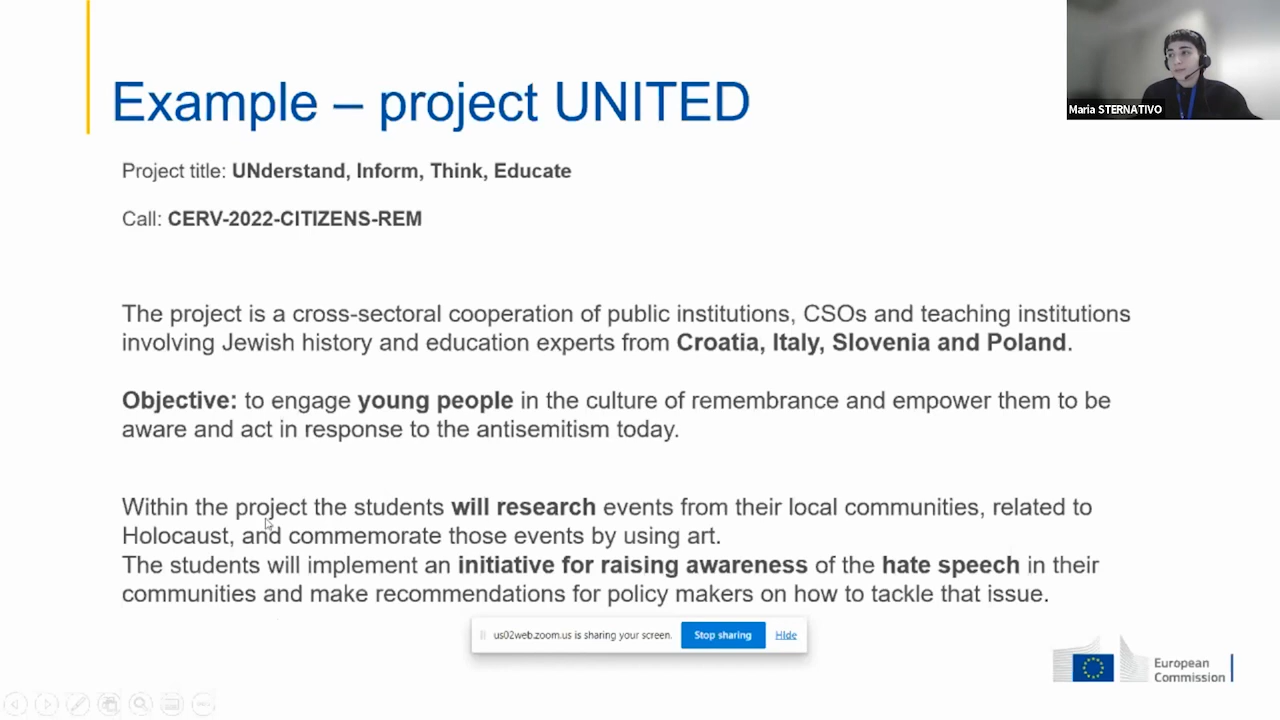 Example – project UNITED
Maria STERNATIVO
Project title: UNderstand, Inform, Think, Educate
Call: CERV-2022-CITIZENS-REM
The project is a cross-sectoral cooperation of public institutions, CSOs and teaching institutions
involving Jewish history and education experts from Croatia, Italy, Slovenia and Poland.
Objective: to engage young people in the culture of remembrance and empower them to be
aware and act in response to the antisemitism today.
Within the project the students will research events from their local communities, related to
Holocaust, and commemorate those events by using art.
The students will implement an initiative for raising awareness of the hate speech in their
communities and make recommendations for policy makers on how to tackle that issue.
us02web.zoom.us is sharing your screen. Stop sharing Hide
European
Commission